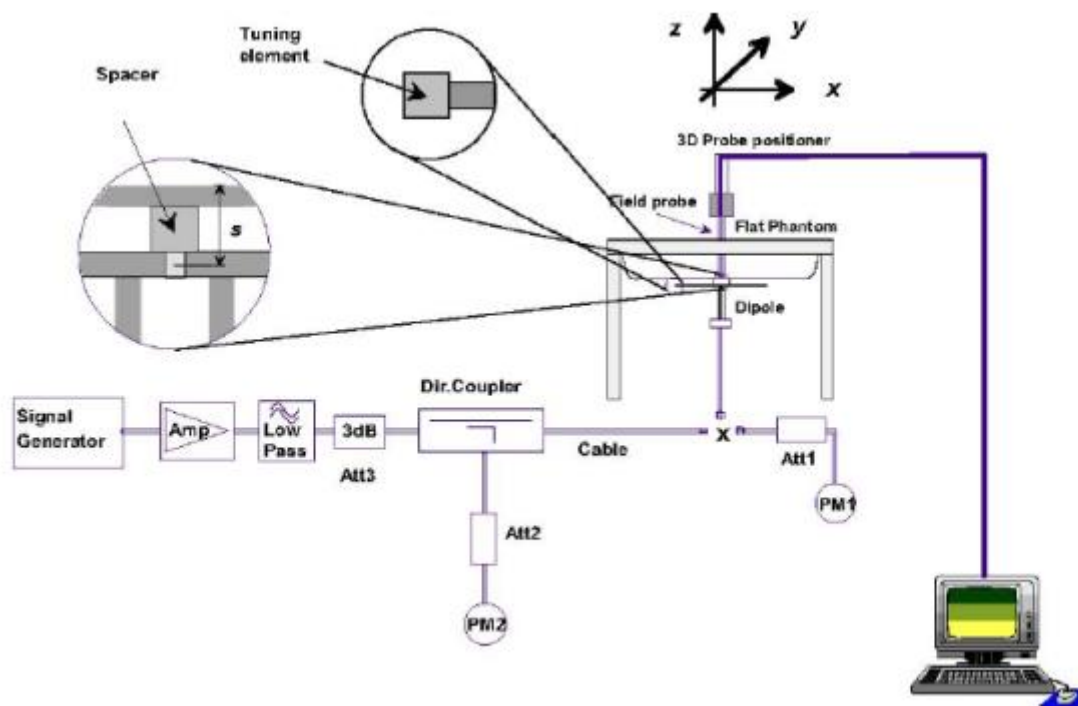 Tuning
element
Spacer
s
z
y
x
3D Probe positioner
Field probe
Flat Phantom
Dipole
Dir.Coupler
Signal
Generator
Amp
Low
Pass
3dB
Att3
Cable
x
Att1
PM1
Att2
PM2